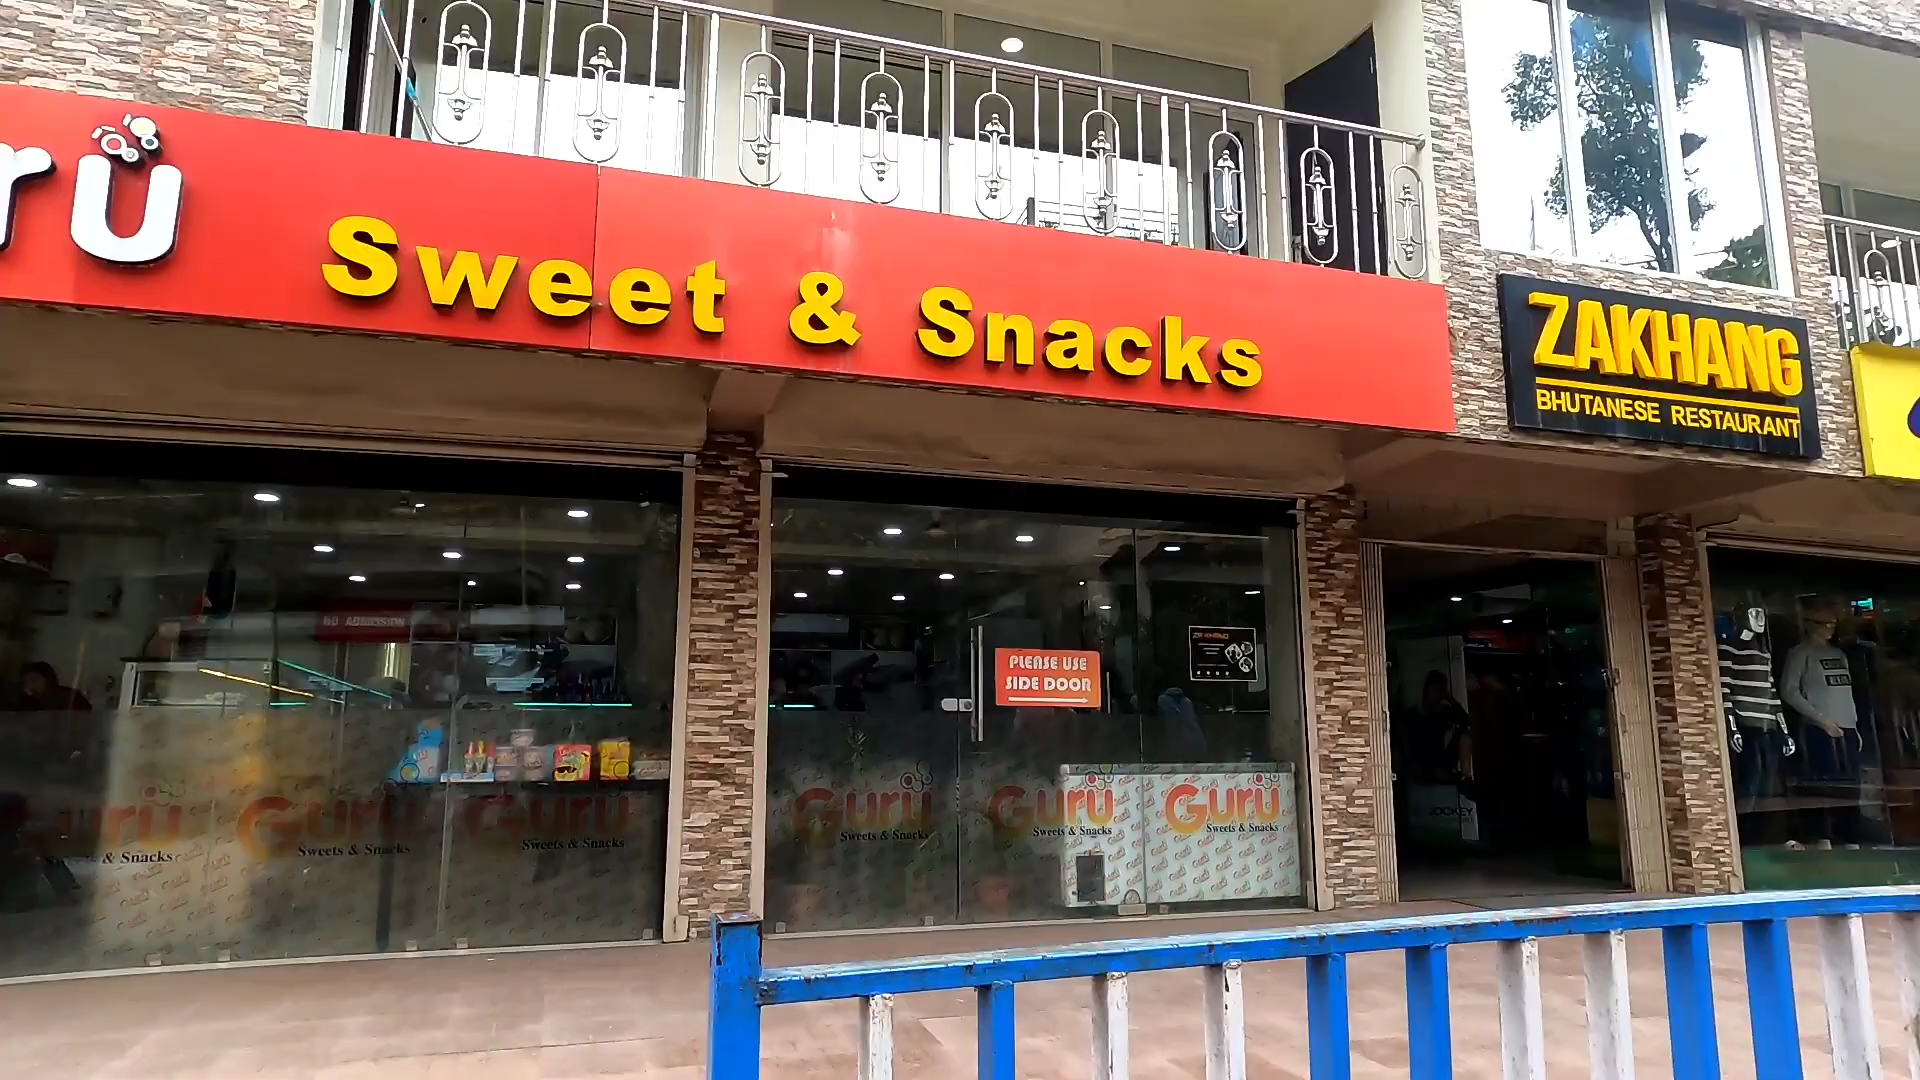 Sweet & Snacks
ZAKHANG
BHUTANESE RESTAURANT
NO ADMISSION
PLEASE USE
SIDE DOOR
ZAKHANG
Guru
Sweets & Snacks
Guru
Sweets & Snacks
Guru
Sweets & Snacks
Guru
Sweets & Snacks
Guru
Sweets & Snacks
& Snacks
JOCKEY